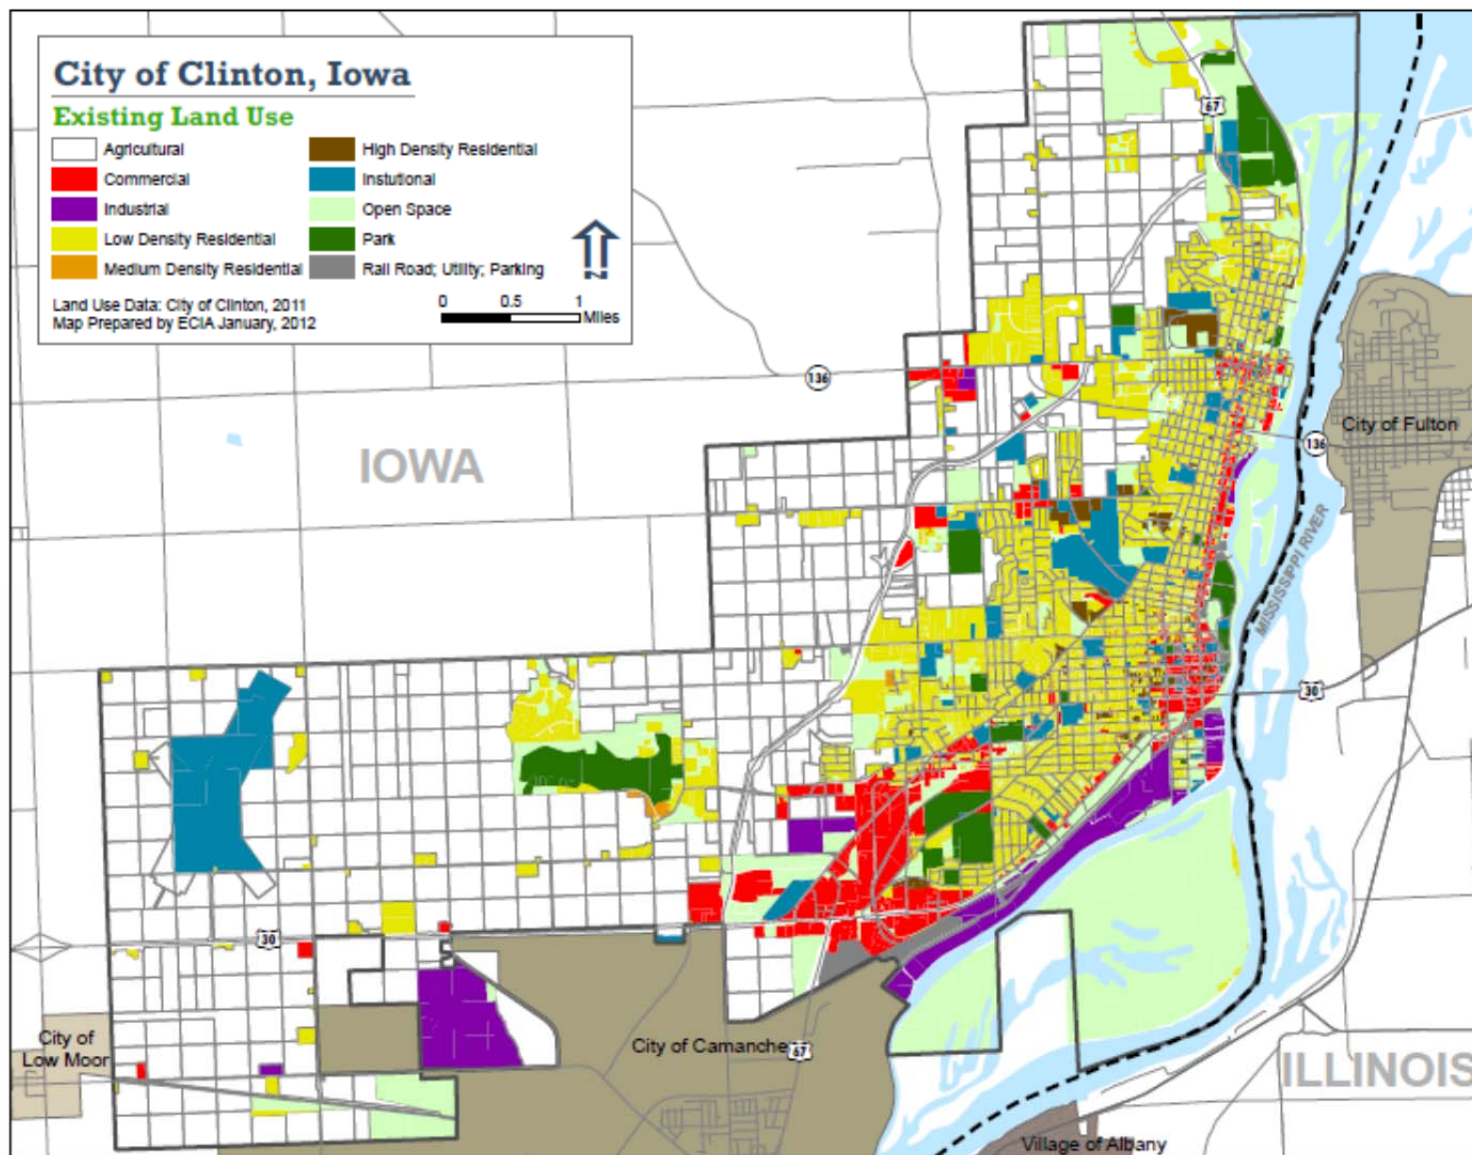 City of Clinton, Iowa
Existing Land Use
Agricultural
Commercial
Industrial
Low Density Residential
Medium Density Residential
High Density Residential
Instutional
Open Space
Park
Rail Road; Utility; Parking
N
Land Use Data: City of Clinton, 2011
Map Prepared by ECIA January, 2012
0 0.5 1
Miles
67
136
IOWA
City of Fulton
136
MISSISSIPPI RIVER
30
30
City of
Low Moor
City of Camanche
67
ILLINOIS
Village of Albany